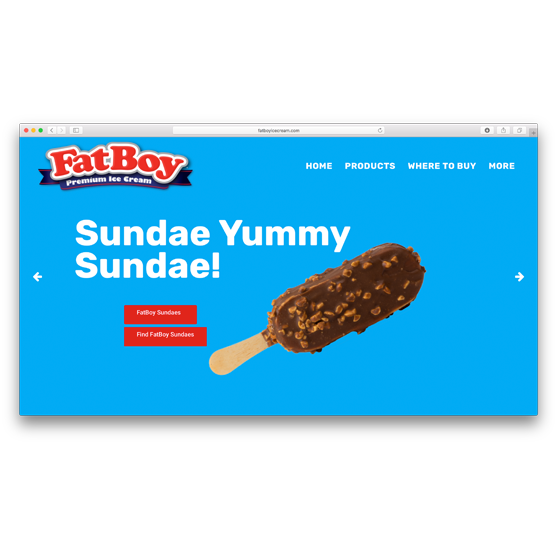 fatboyicecream.com
FatBoy
Premium Ice Cream
HOME PRODUCTS WHERE TO BUY MORE
Sundae Yummy
Sundae!
FatBoy Sundaes
Find FatBoy Sundaes